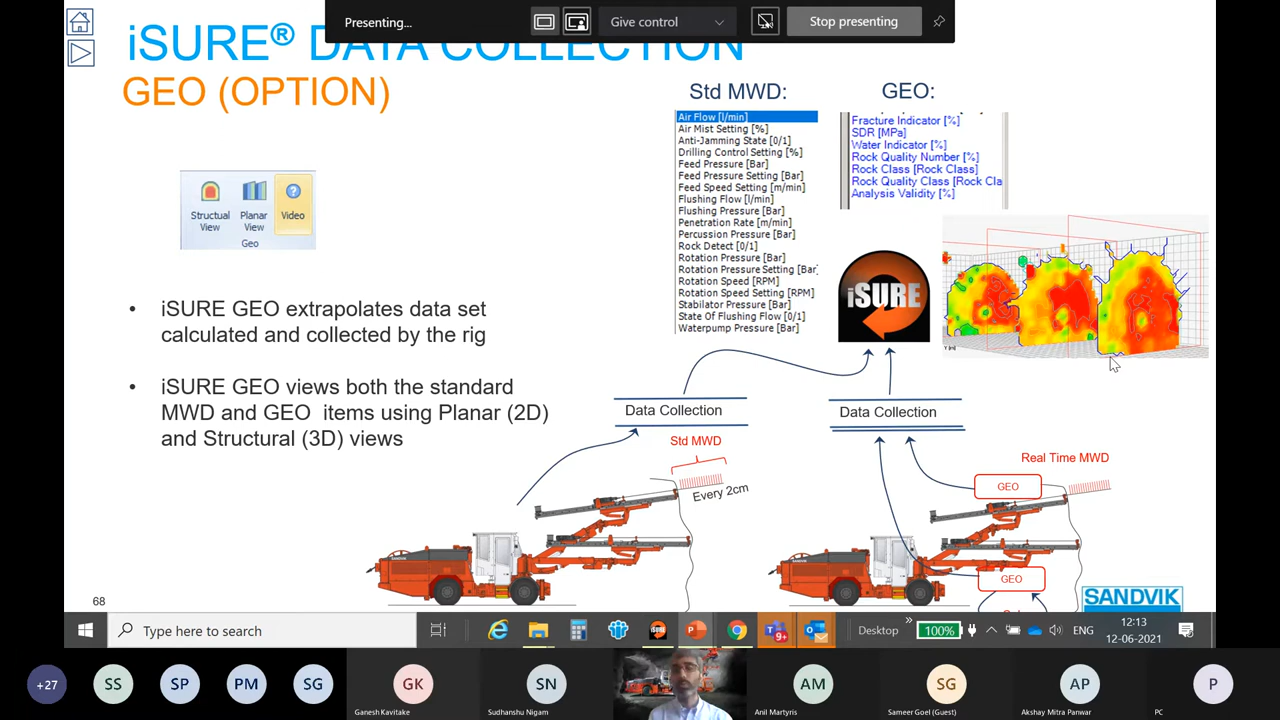 Presenting...
Give control
Stop presenting
iSURE® DATA COLLECTION
GEO (OPTION)
Std MWD:
GEO:
Air Flow [l/min]
Air Mist Setting [%]
Anti-Jamming State [0/1]
Drilling Control Setting [%]
Feed Pressure [Bar]
Feed Pressure Setting [Bar]
Feed Speed Setting [m/min]
Flushing Flow [l/min]
Flushing Pressure [Bar]
Penetration Rate [m/min]
Percussion Pressure [Bar]
Rock Detect [0/1]
Rotation Pressure [Bar]
Rotation Pressure Setting [Bar]
Rotation Speed [RPM]
Rotation Speed Setting [RPM]
Stabilator Pressure [Bar]
State Of Flushing Flow [0/1]
Waterpump Pressure [Bar]
Fracture Indicator [%]
SDR [MPa]
Water Indicator [%]
Rock Quality Number [%]
Rock Class [Rock Class]
Rock Quality Class [Rock Cla
Analysis Validity [%]
Structual
View
Planar
View
Video
Geo
iSURE
• iSURE GEO extrapolates data set
calculated and collected by the rig
• iSURE GEO views both the standard
MWD and GEO items using Planar (2D)
and Structural (3D) views
Data Collection
Data Collection
Std MWD
Every 2cm
Real Time MWD
GEO
GEO
SANDVIK
68
Type here to search
9+
Desktop
100%
ENG
12:13
12-06-2021
+27
SS
SP
PM
SG
GK
Ganesh Kavitake
SN
Sudhanshu Nigam
AM
Anil Martyris
SG
Sameer Goel (Guest)
AP
Akshay Mitra Panwar
P
PC